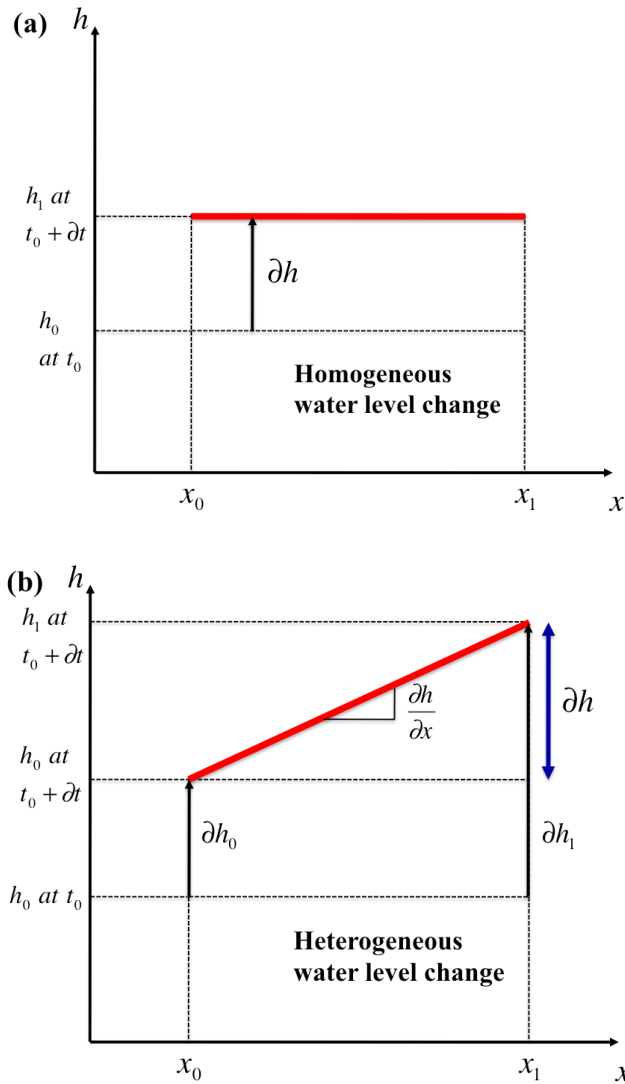 (a)
h
h₁ at
t₀ + ∂t
∂h
h₀
at t₀
Homogeneous
water level change
x₀
x₁
x
(b)
h
h₁ at
t₀ + ∂t
∂h
∂x
∂h
h₀ at
t₀ + ∂t
∂h₀
∂h₁
h₀ at t₀
Heterogeneous
water level change
x₀
x₁
x